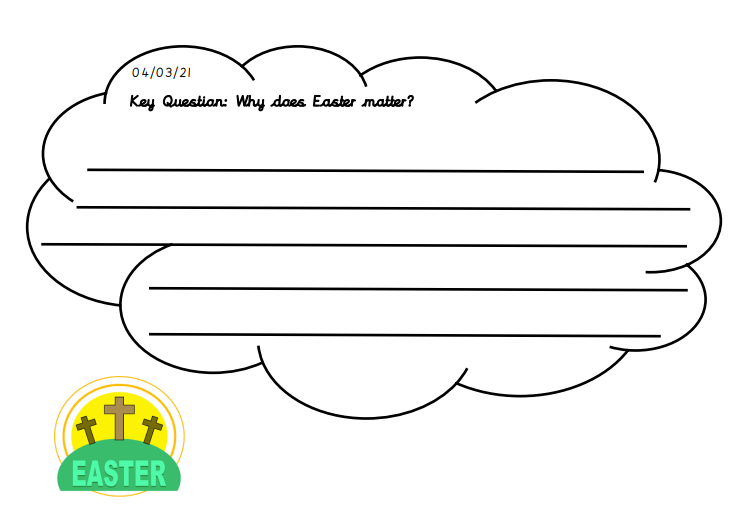 04/03/21
Key Question: Why does Easter matter?
EASTER